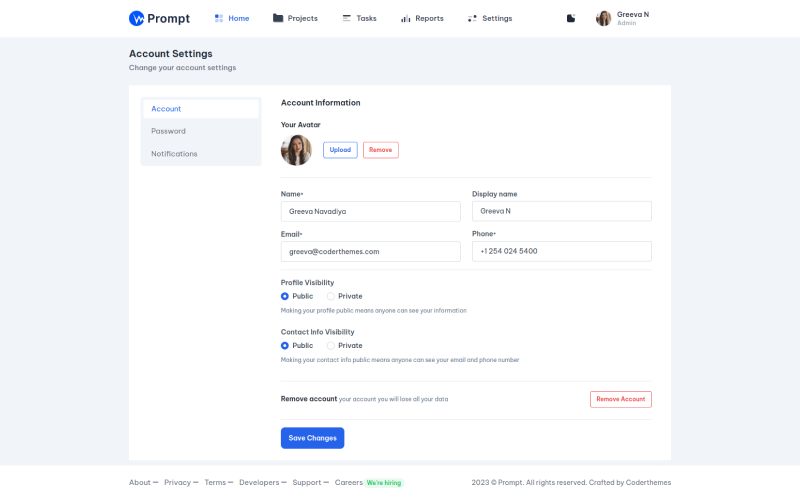 Prompt Home Projects Tasks Reports Settings Greeva N
Admin
Account Settings
Change your account settings
Account
Password
Notifications
Account Information
Your Avatar
Upload Remove
Name* Display name
Greeva Navadiya Greeva N
Email* Phone*
greeva@coderthemes.com +1 254 024 5400
Profile Visibility
Public Private
Making your profile public means anyone can see your information
Contact Info Visibility
Public Private
Making your contact info public means anyone can see your email and phone number
Remove account your account you will lose all your data Remove Account
Save Changes
About — Privacy — Terms — Developers — Support — Careers We're hiring 2023 © Prompt. All rights reserved. Crafted by Coderthemes